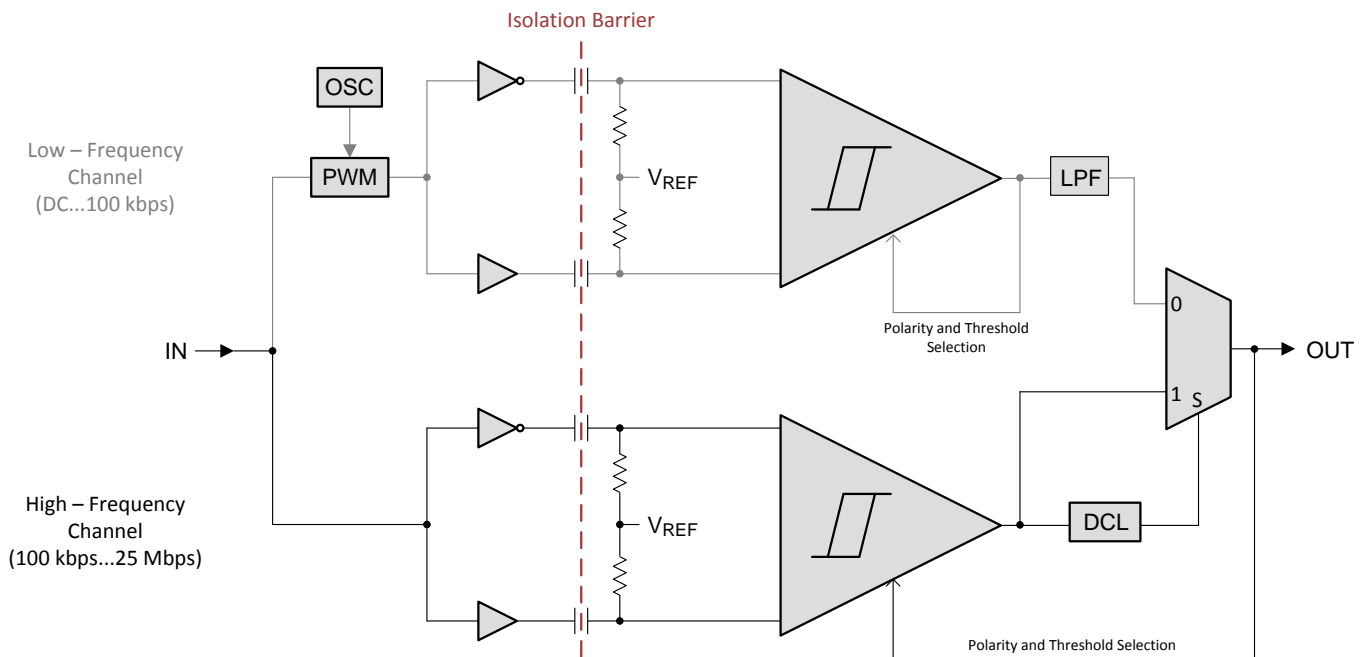 Isolation Barrier
OSC
Low – Frequency
Channel
(DC...100 kbps)
PWM
VREF
LPF
Polarity and Threshold
Selection
0
IN
OUT
1
S
High – Frequency
Channel
(100 kbps...25 Mbps)
VREF
DCL
Polarity and Threshold Selection